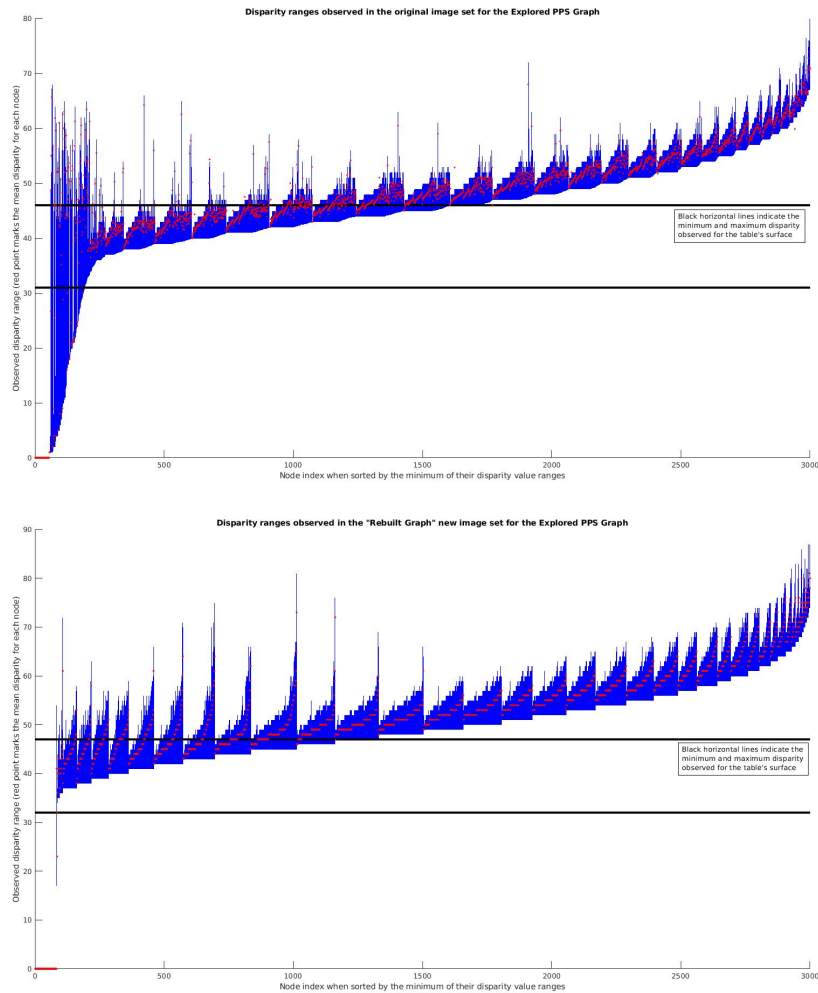 Disparity ranges observed in the original image set for the Explored PPS Graph
Observed disparity range (red point marks the mean disparity for each node)
80
70
60
50
40
30
20
10
0
Black horizontal lines indicate the
minimum and maximum disparity
observed for the table's surface
0 500 1000 1500 2000 2500 3000
Node index when sorted by the minimum of their disparity value ranges
Disparity ranges observed in the "Rebuilt Graph" new image set for the Explored PPS Graph
Observed disparity range (red point marks the mean disparity for each node)
90
80
70
60
50
40
30
20
10
0
Black horizontal lines indicate the
minimum and maximum disparity
observed for the table's surface
0 500 1000 1500 2000 2500 3000
Node index when sorted by the minimum of their disparity value ranges